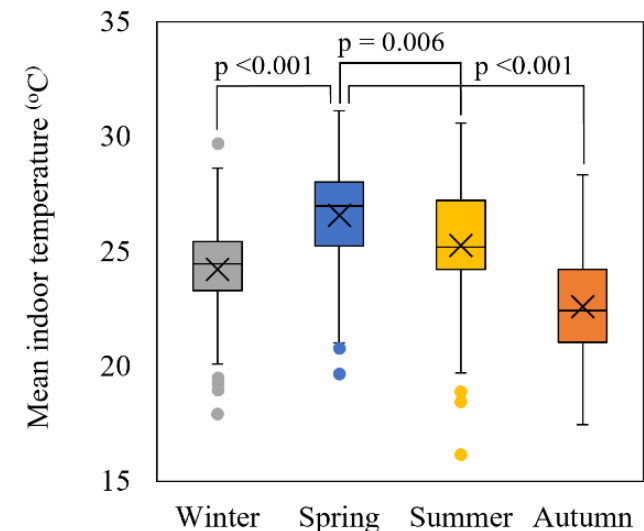 35
p = 0.006
p <0.001
p <0.001
30
25
20
15
Mean indoor temperature (°C)
Winter
Spring
Summer
Autumn